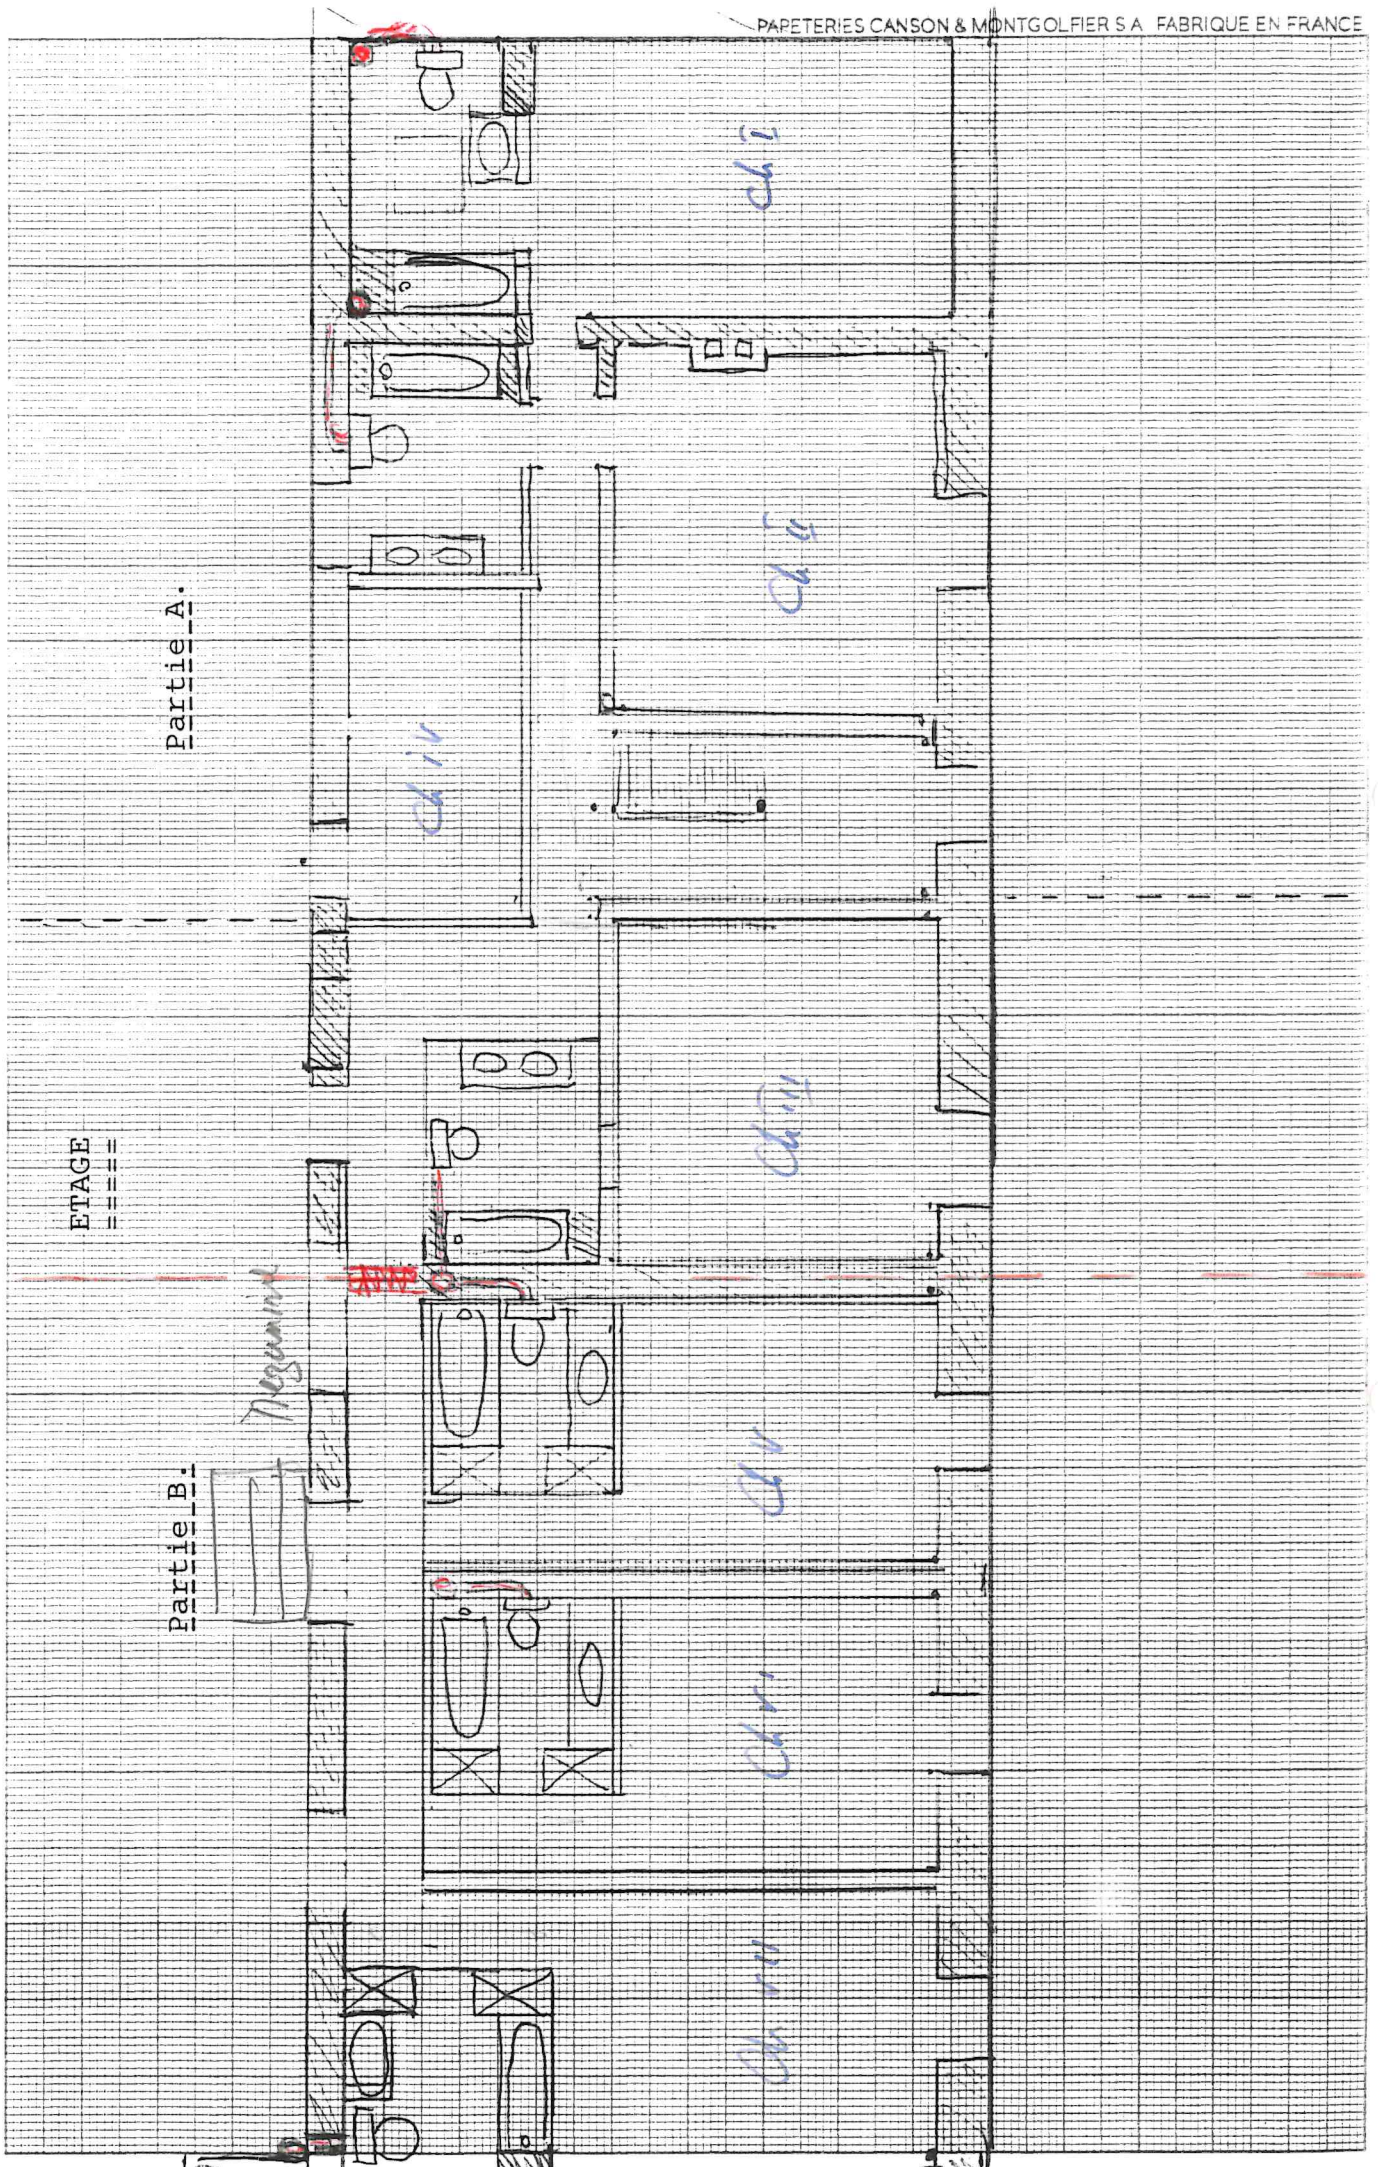 PAPETERIES CANSON & MONTGOLFIER S A FABRIQUE EN FRANCE
ETAGE
=====
Partie A.
Partie B.
Ch I
Ch II
Ch IV
Ch III
Ch V
Ch VI
Ch VII